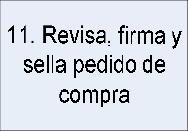 11. Revisa, firma y
sella pedido de
compra